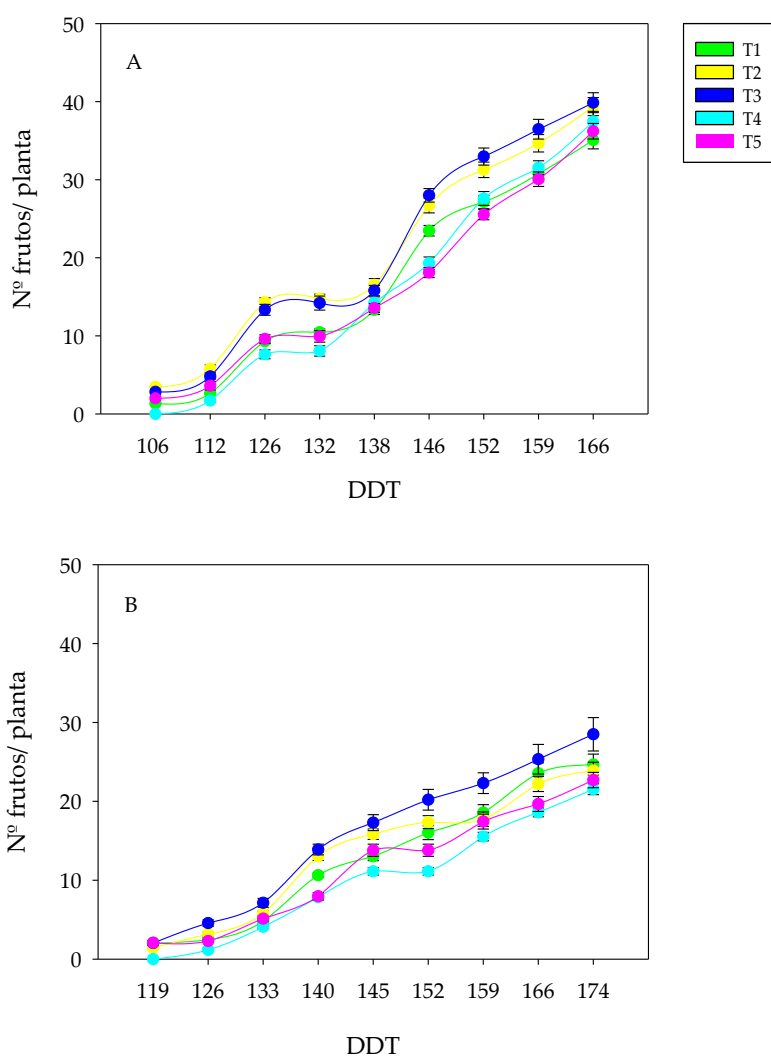 A
50
40
30
20
10
0
Nº frutos/ planta
106 112 126 132 138 146 152 159 166
DDT
T1
T2
T3
T4
T5
B
50
40
30
20
10
0
Nº frutos/ planta
119 126 133 140 145 152 159 166 174
DDT